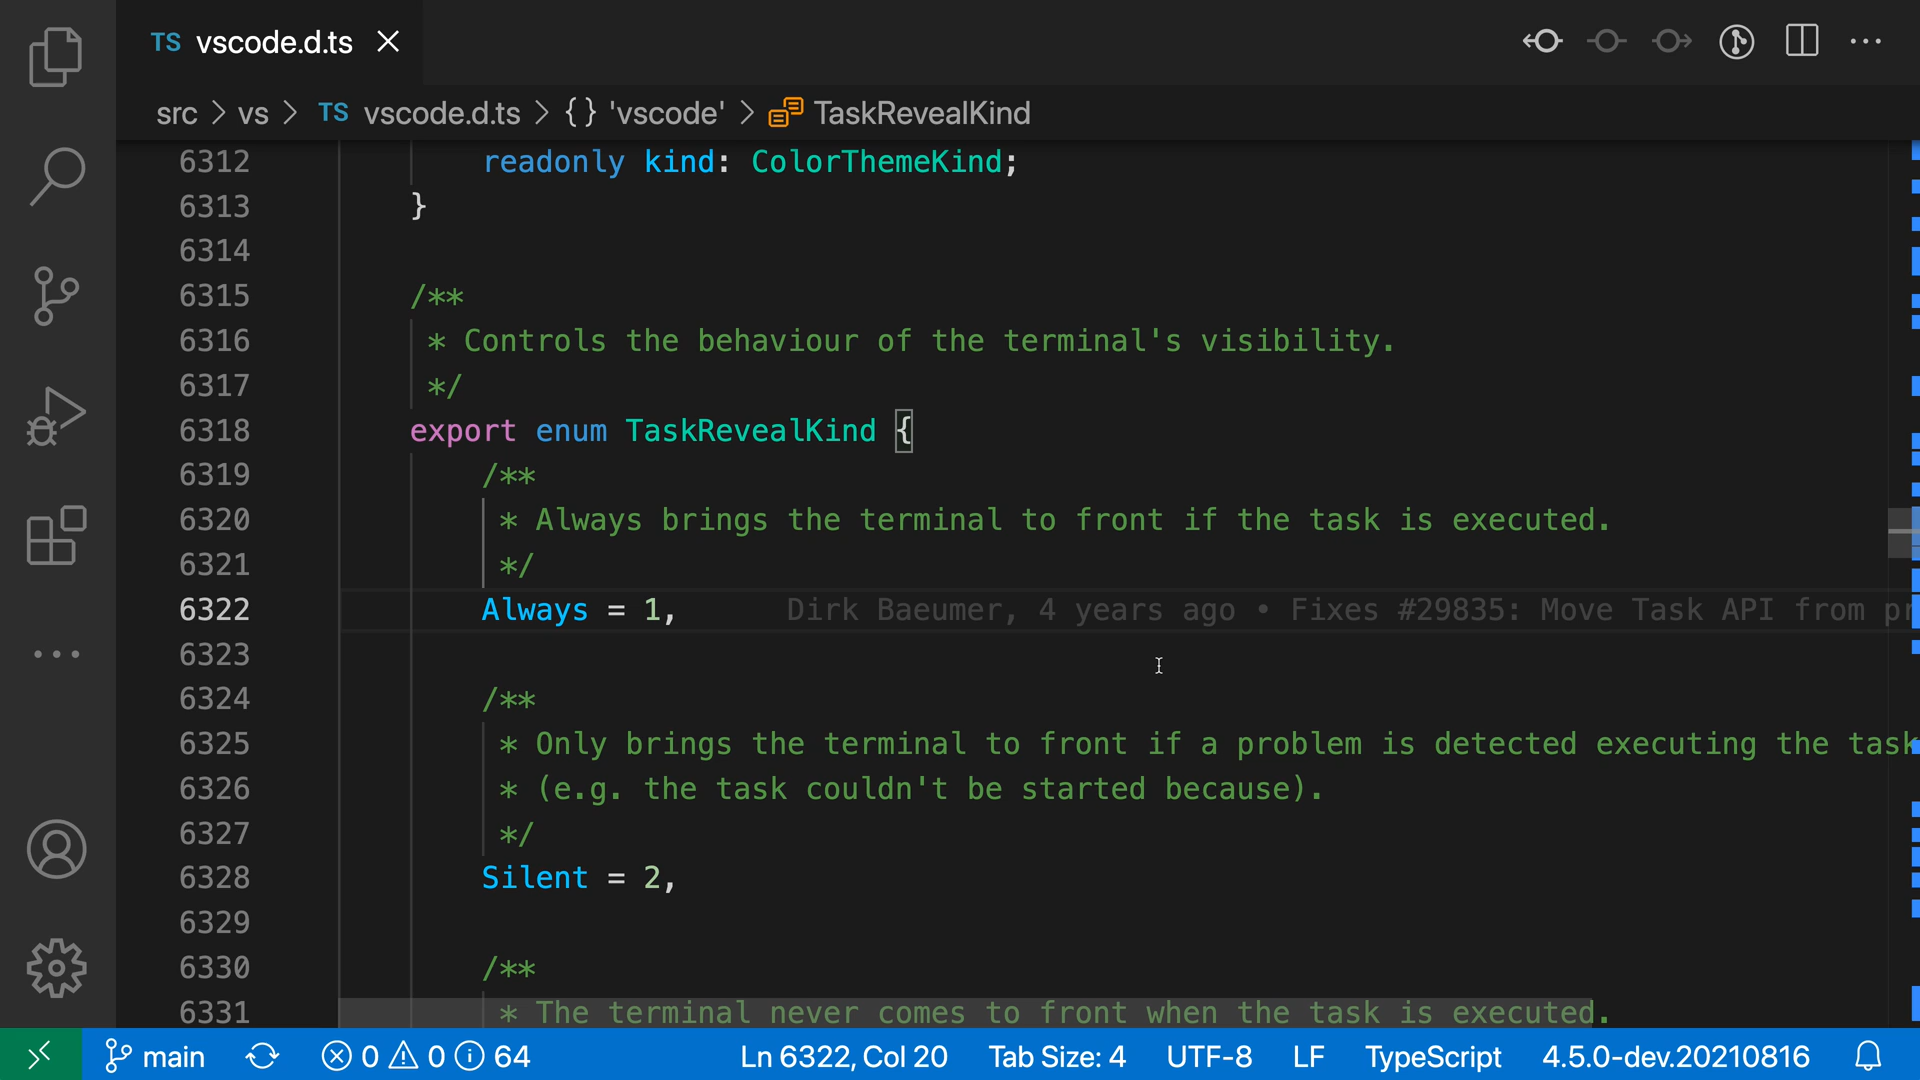 TS vscode.d.ts
src > vs > TS vscode.d.ts > {} 'vscode' > TaskRevealKind
6312 readonly kind: ColorThemeKind;
6313 }
6314
6315 /**
6316 * Controls the behaviour of the terminal's visibility.
6317 */
6318 export enum TaskRevealKind {
6319 /**
6320 * Always brings the terminal to front if the task is executed.
6321 */
6322 Always = 1, Dirk Baeumer, 4 years ago • Fixes #29835: Move Task API from pr
6323
6324 /**
6325 * Only brings the terminal to front if a problem is detected executing the task
6326 * (e.g. the task couldn't be started because).
6327 */
6328 Silent = 2,
6329
6330 /**
6331 * The terminal never comes to front when the task is executed.
main 0 0 64 Ln 6322, Col 20 Tab Size: 4 UTF-8 LF TypeScript 4.5.0-dev.20210816